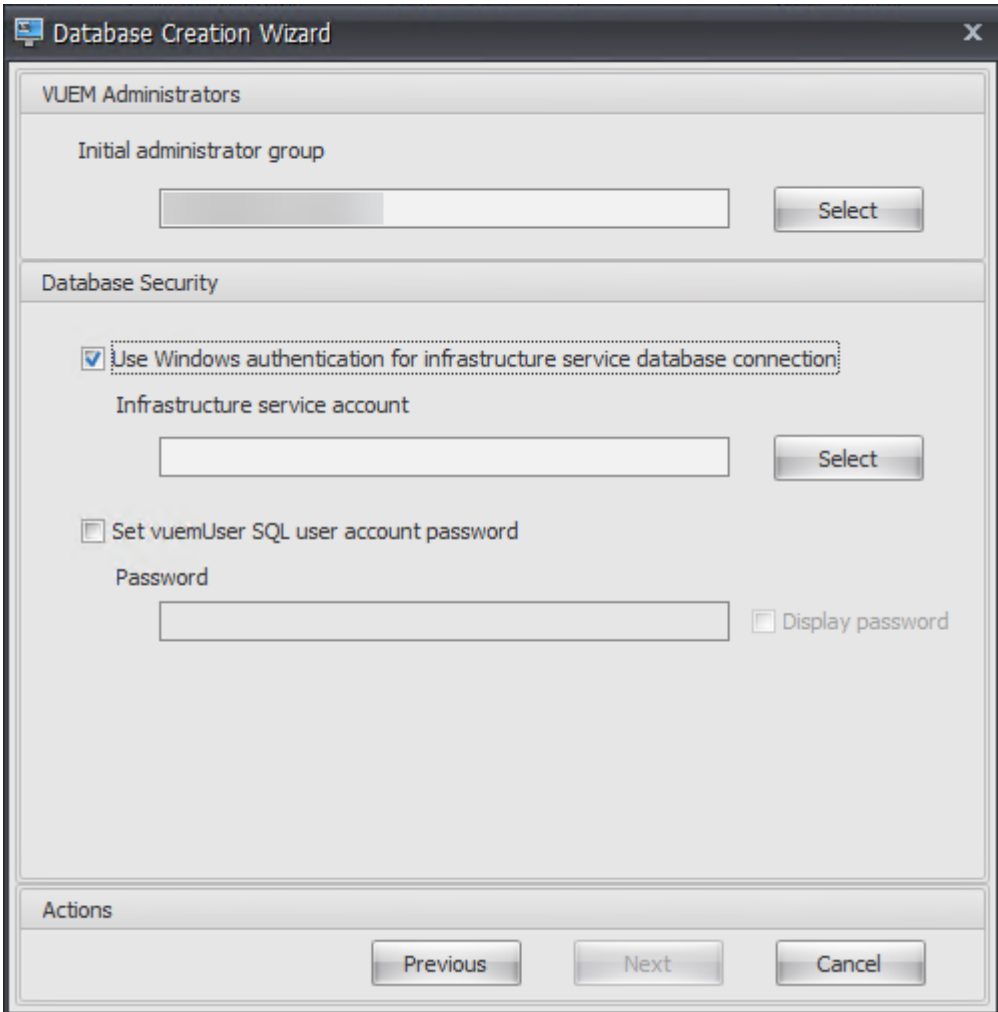 Database Creation Wizard
VUEM Administrators
Initial administrator group
Select
Database Security
Use Windows authentication for infrastructure service database connection
Infrastructure service account
Select
Set vuemUser SQL user account password
Password
Display password
Actions
Previous Next Cancel